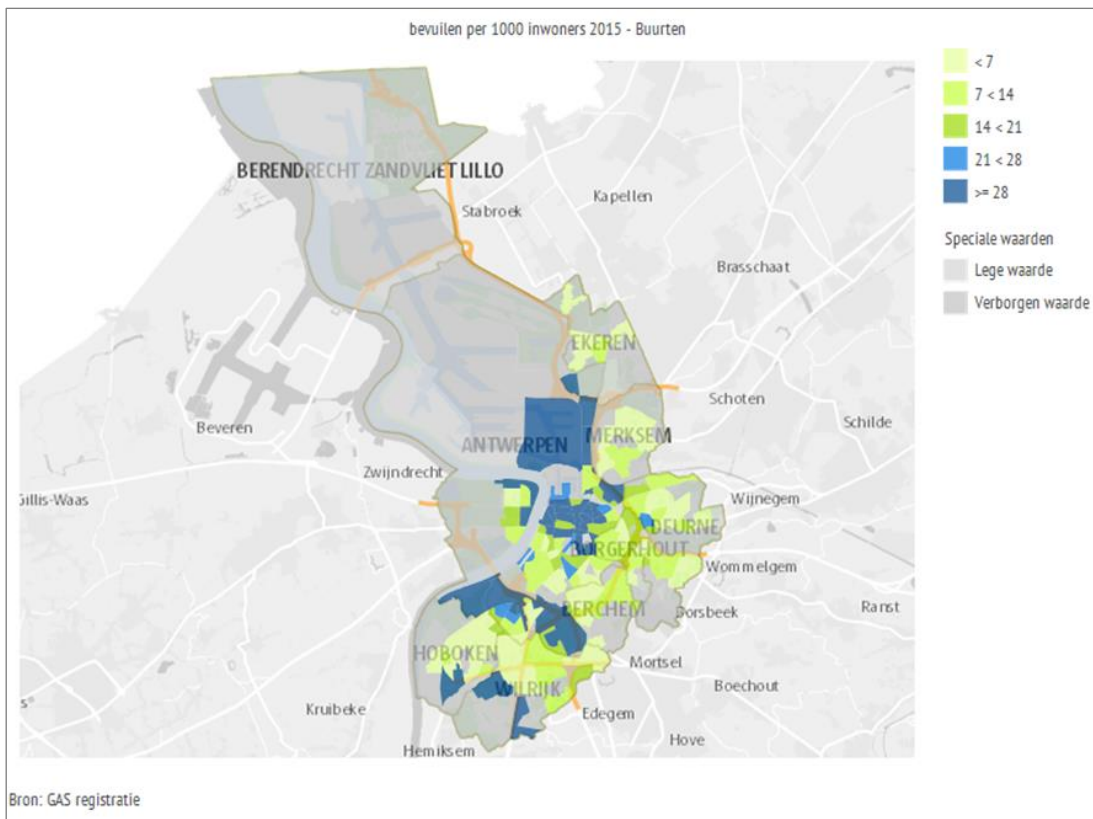 bevuilen per 1000 inwoners 2015 - Buurten
< 7
7 < 14
14 < 21
21 < 28
>= 28
Speciale waarden
Lege waarde
Verborgen waarde
BERENDRECHT ZANDVLIET LILLO
Kapellen
Stabroek
Brasschaat
EKEREN
Schoten
Schilde
Beveren
ANTWERPEN
MERKSEM
Zwijndrecht
Gillis-Waas
Wijnegem
DEURNE
BORGERHOUT
Wommelgem
Ranst
BERCHEM
Borsbeek
HOBOKEN
Mortsel
WILRIJK
Boechout
Kruibeke
Edegem
Hove
Hemiksem
Bron: GAS registratie